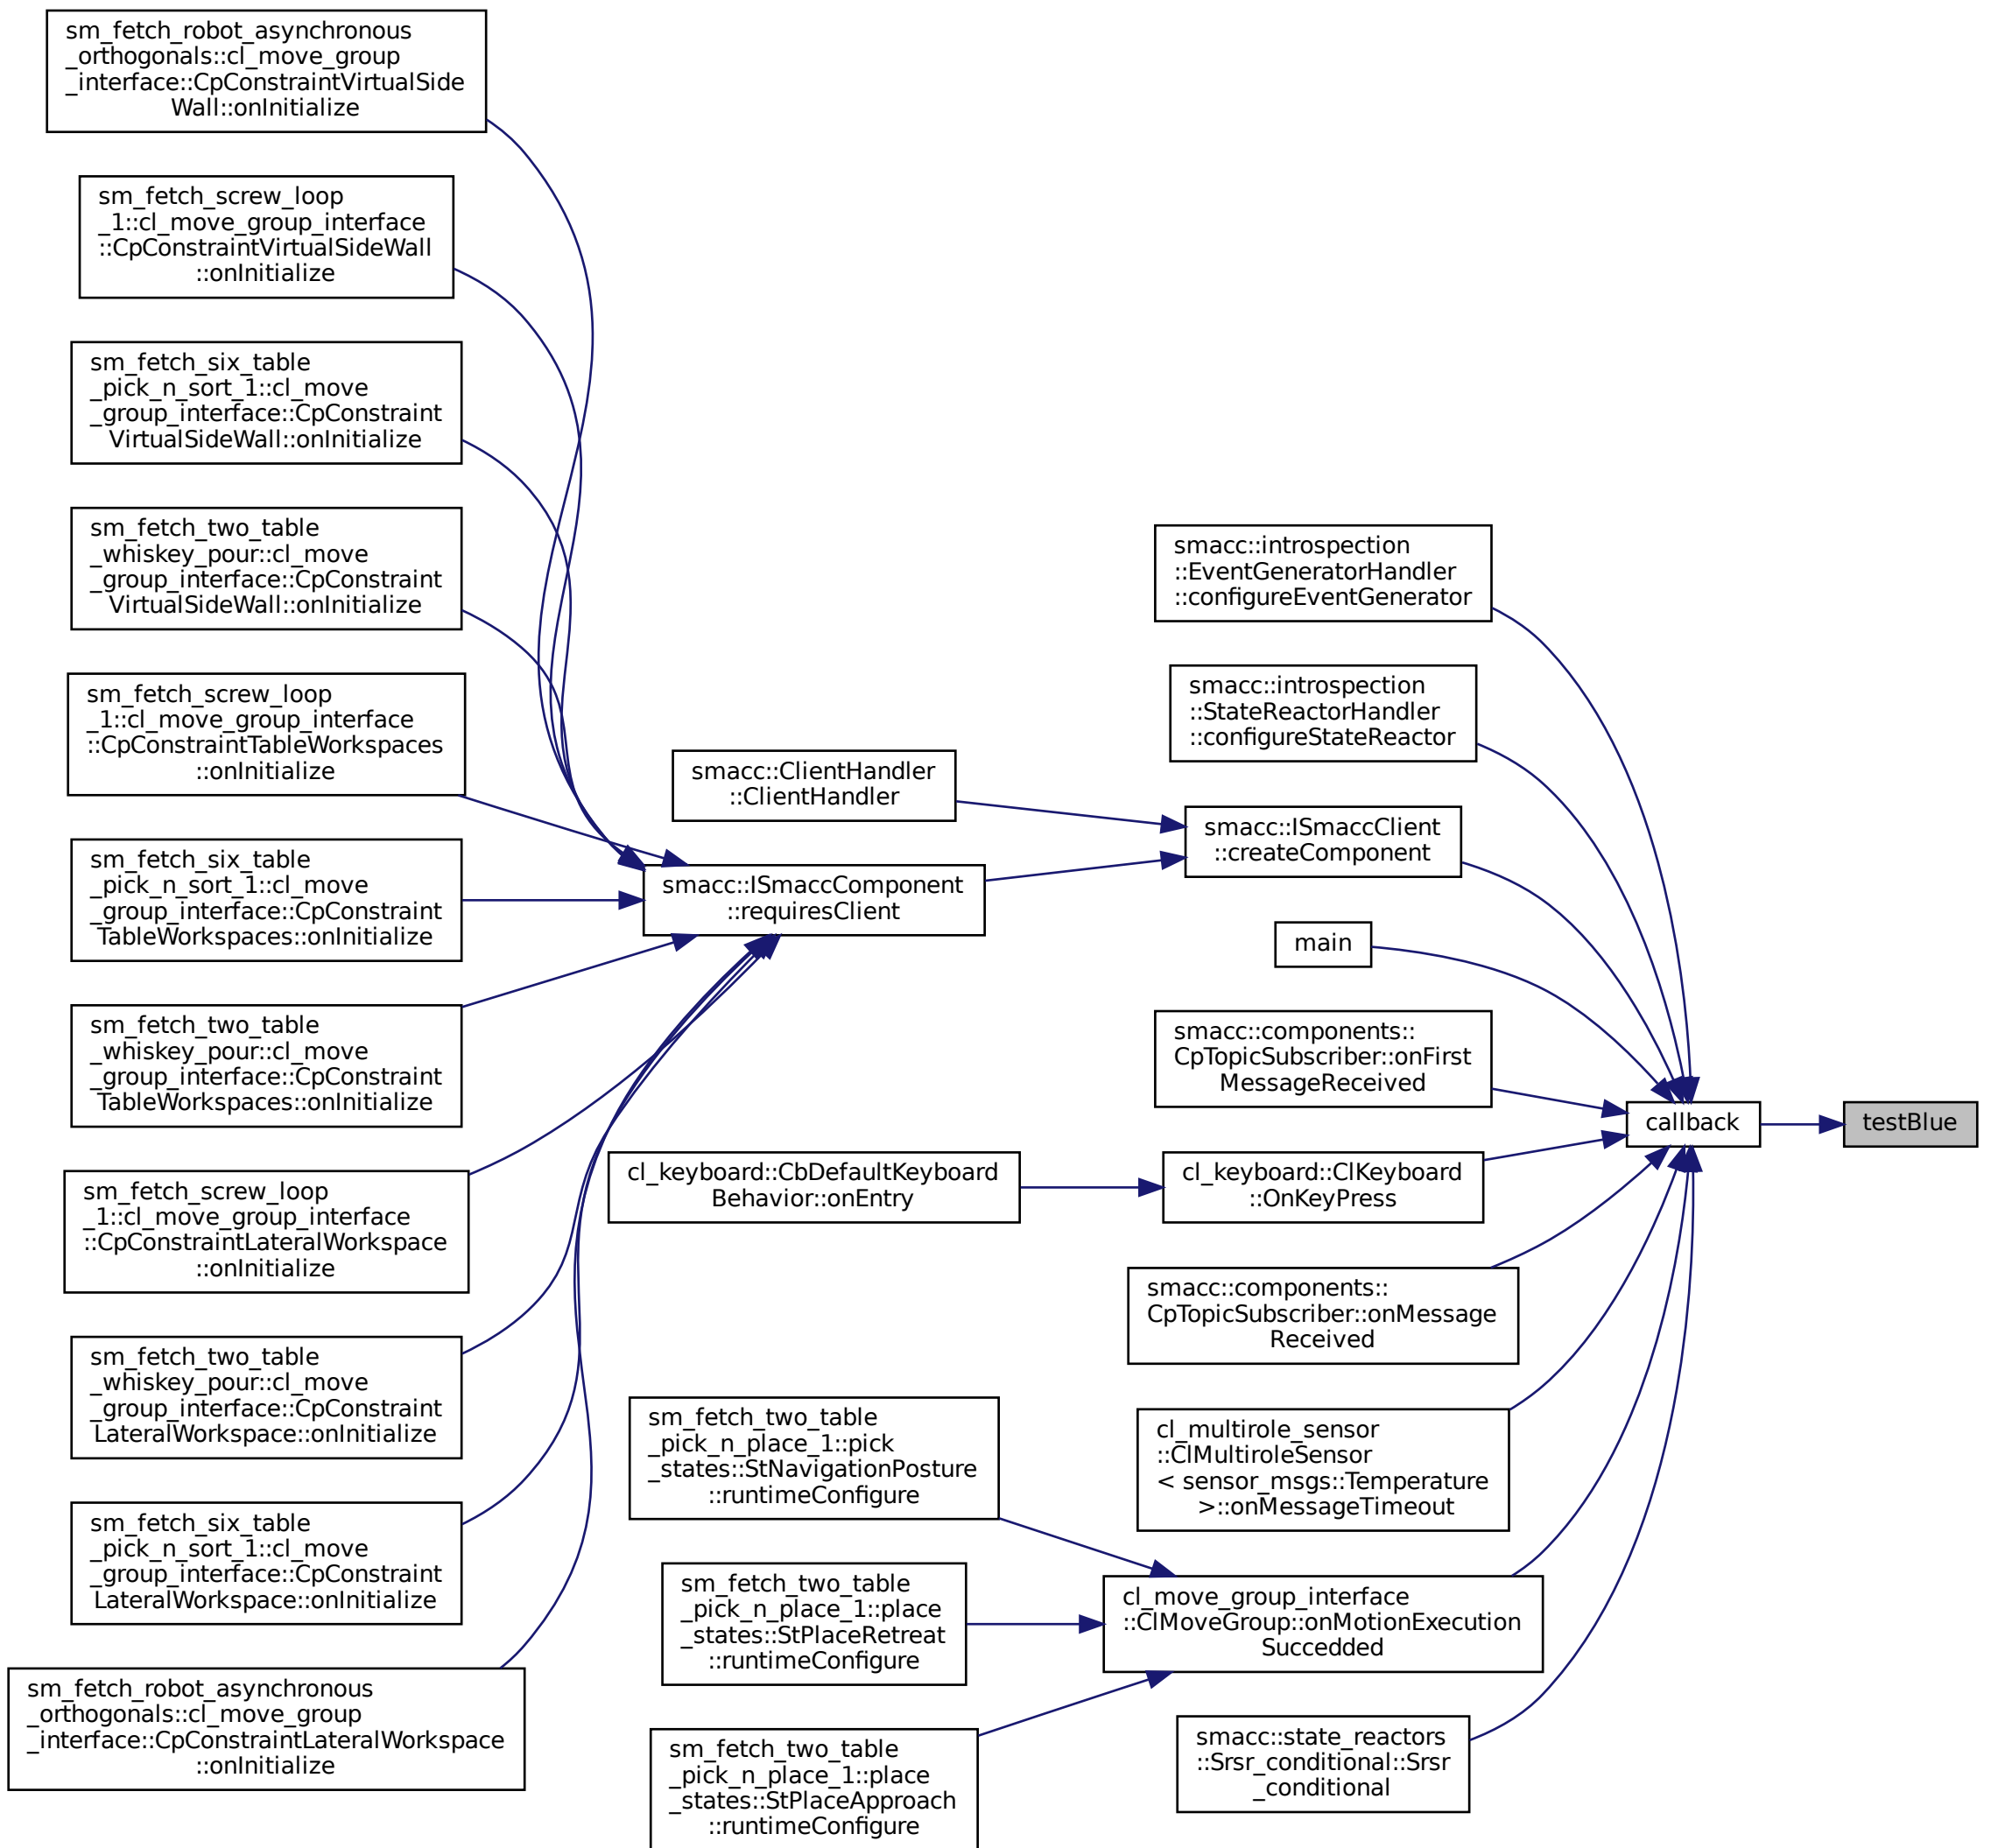 sm_fetch_robot_asynchronous
_orthogonals::cl_move_group
_interface::CpConstraintVirtualSide
Wall::onInitialize
sm_fetch_screw_loop
_1::cl_move_group_interface
::CpConstraintVirtualSideWall
::onInitialize
sm_fetch_six_table
_pick_n_sort_1::cl_move
_group_interface::CpConstraint
VirtualSideWall::onInitialize
sm_fetch_two_table
_whiskey_pour::cl_move
_group_interface::CpConstraint
VirtualSideWall::onInitialize
sm_fetch_screw_loop
_1::cl_move_group_interface
::CpConstraintTableWorkspaces
::onInitialize
sm_fetch_six_table
_pick_n_sort_1::cl_move
_group_interface::CpConstraint
TableWorkspaces::onInitialize
sm_fetch_two_table
_whiskey_pour::cl_move
_group_interface::CpConstraint
TableWorkspaces::onInitialize
sm_fetch_screw_loop
_1::cl_move_group_interface
::CpConstraintLateralWorkspace
::onInitialize
sm_fetch_two_table
_whiskey_pour::cl_move
_group_interface::CpConstraint
LateralWorkspace::onInitialize
sm_fetch_six_table
_pick_n_sort_1::cl_move
_group_interface::CpConstraint
LateralWorkspace::onInitialize
sm_fetch_robot_asynchronous
_orthogonals::cl_move_group
_interface::CpConstraintLateralWorkspace
::onInitialize
smacc::ClientHandler
::ClientHandler
smacc::ISmaccComponent
::requiresClient
cl_keyboard::CbDefaultKeyboard
Behavior::onEntry
sm_fetch_two_table
_pick_n_place_1::pick
_states::StNavigationPosture
::runtimeConfigure
sm_fetch_two_table
_pick_n_place_1::place
_states::StPlaceRetreat
::runtimeConfigure
sm_fetch_two_table
_pick_n_place_1::place
_states::StPlaceApproach
::runtimeConfigure
smacc::introspection
::EventGeneratorHandler
::configureEventGenerator
smacc::introspection
::StateReactorHandler
::configureStateReactor
smacc::ISmaccClient
::createComponent
main
smacc::components::
CpTopicSubscriber::onFirst
MessageReceived
cl_keyboard::ClKeyboard
::OnKeyPress
smacc::components::
CpTopicSubscriber::onMessage
Received
cl_multirole_sensor
::ClMultiroleSensor
< sensor_msgs::Temperature
>::onMessageTimeout
cl_move_group_interface
::ClMoveGroup::onMotionExecution
Succedded
smacc::state_reactors
::Srsr_conditional::Srsr
_conditional
callback
testBlue